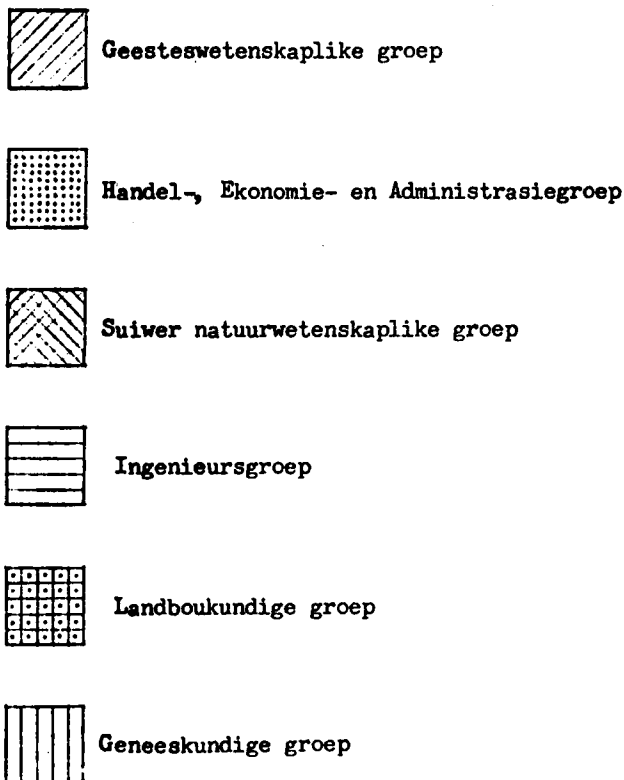 Geesteswetenskaplike groep
Handel-, Ekonomie- en Administrasiegroep
Suiwer natuurwetenskaplike groep
Ingenieursgroep
Landboukundige groep
Geneeskundige groep